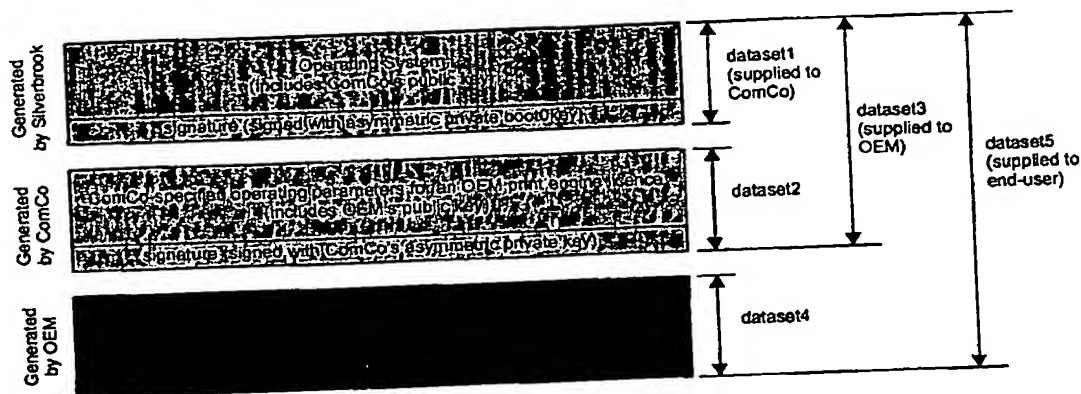 Generated
by Silverbrook
Operating System
(includes ComCo's public
signature (signed with asymmetric private boot0key)
dataset1
(supplied to
ComCo)
dataset3
(supplied to
OEM)
dataset5
(supplied to
end-user)
Generated
by ComCo
ComCo-specified operating parameters for an OEM print engine licence
(includes OEM's public key)
signature (signed with ComCo's asymmetric private key)
dataset2
Generated
by OEM
dataset4